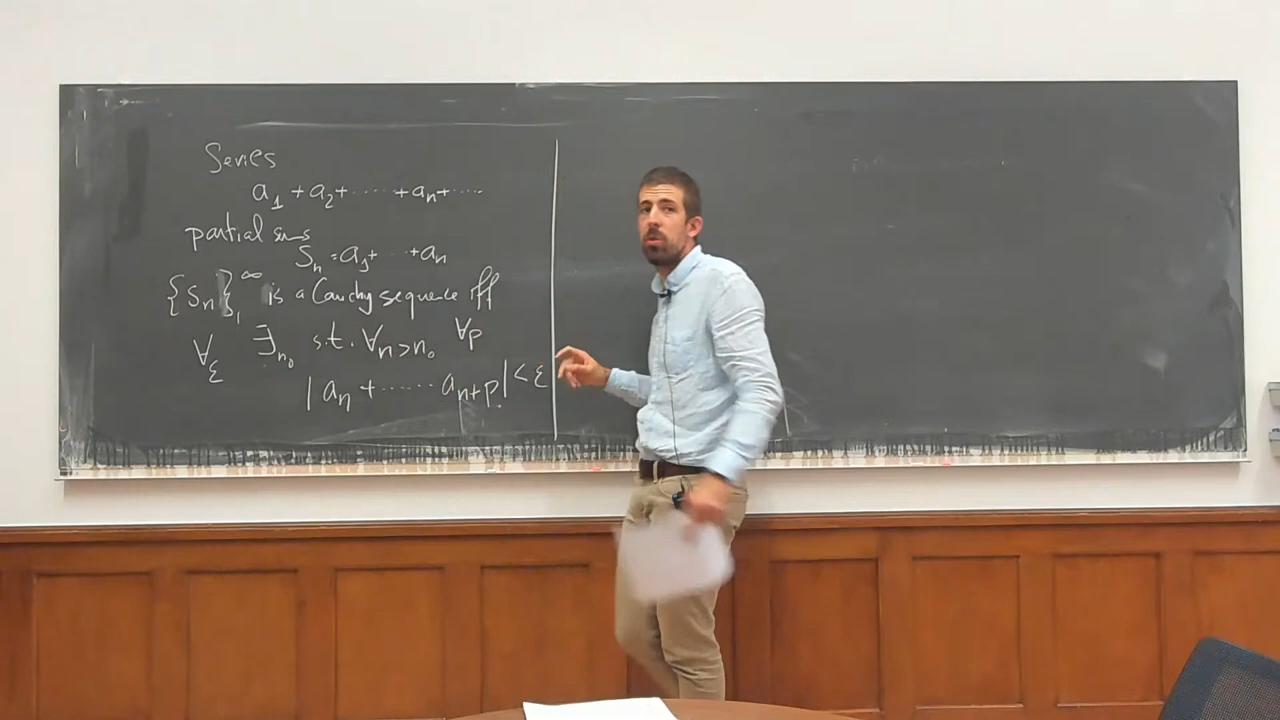 Series
a₁ + a₂ + ..... + aₙ + ....
partial sums
Sₙ = a₁ + .. + aₙ
{Sₙ}₁^∞ is a Cauchy sequence iff
∀ε ∃n₀ s.t. ∀n>n₀ ∀p
|aₙ + ...... aₙ₊ₚ| < ε